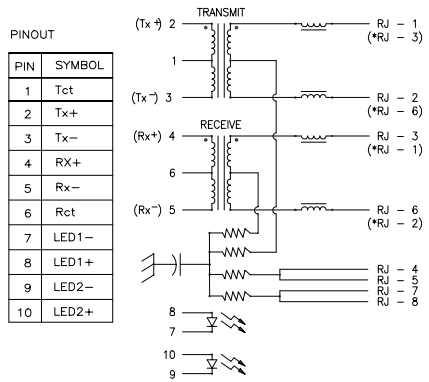 PINOUT
PIN SYMBOL
1 Tct
2 Tx+
3 Tx−
4 RX+
5 Rx−
6 Rct
7 LED1−
8 LED1+
9 LED2−
10 LED2+
TRANSMIT
(Tx+) 2
RJ - 1
(*RJ - 3)
1
(Tx−) 3
RJ - 2
(*RJ - 6)
RECEIVE
(Rx+) 4
RJ - 3
(*RJ - 1)
6
(Rx−) 5
RJ - 6
(*RJ - 2)
RJ - 4
RJ - 5
RJ - 7
RJ - 8
8
7
10
9